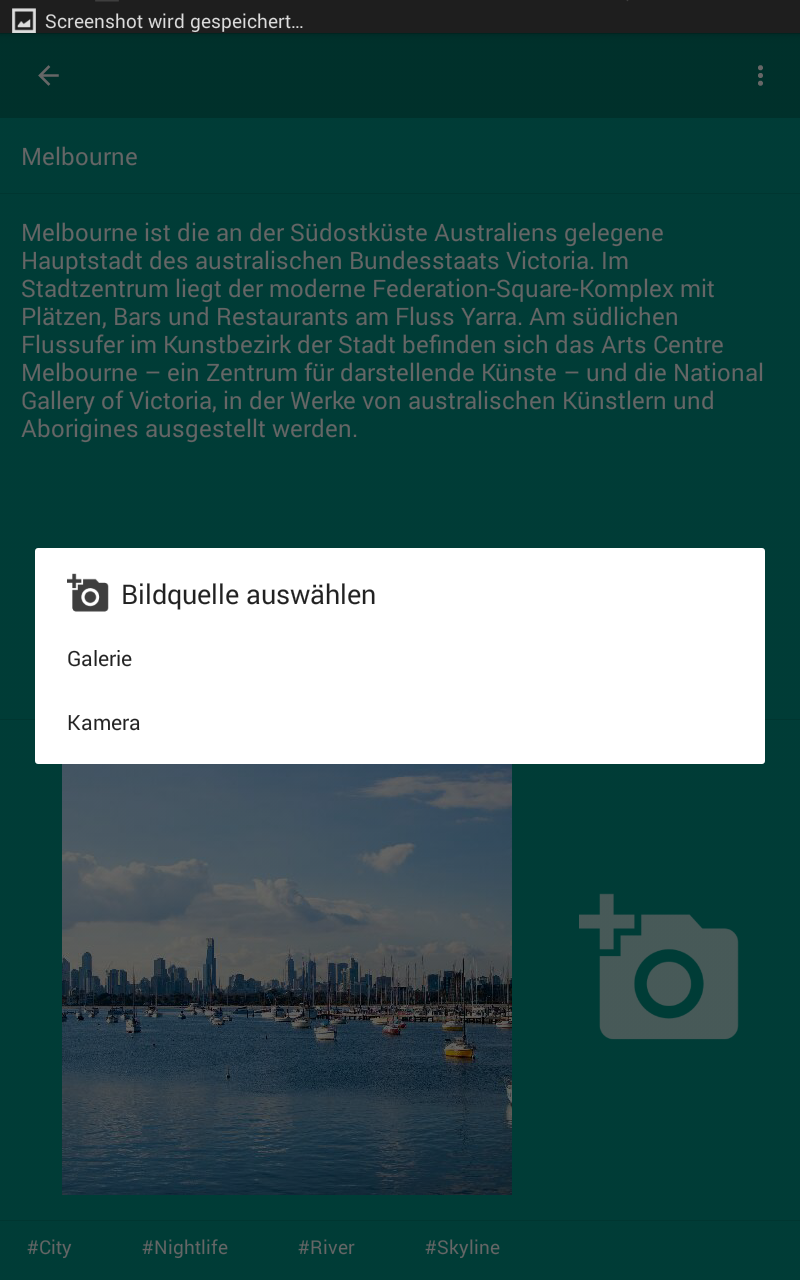 Screenshot wird gespeichert…
Melbourne
Melbourne ist die an der Südostküste Australiens gelegene
Hauptstadt des australischen Bundesstaats Victoria. Im
Stadtzentrum liegt der moderne Federation-Square-Komplex mit
Plätzen, Bars und Restaurants am Fluss Yarra. Am südlichen
Flussufer im Kunstbezirk der Stadt befinden sich das Arts Centre
Melbourne – ein Zentrum für darstellende Künste – und die National
Gallery of Victoria, in der Werke von australischen Künstlern und
Aborigines ausgestellt werden.
Bildquelle auswählen
Galerie
Kamera
#City #Nightlife #River #Skyline